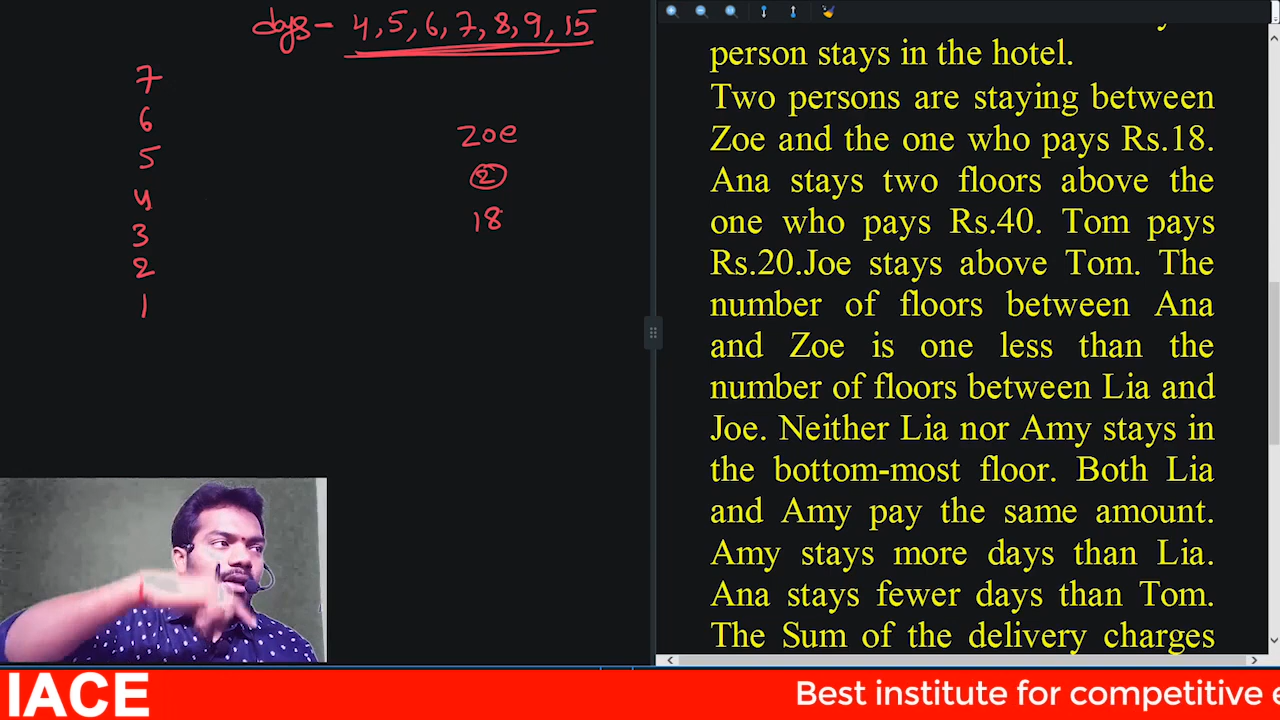 days - 4, 5, 6, 7, 8, 9, 15
7
6
5
4
3
2
1
zoe
2
18
person stays in the hotel.
Two persons are staying between
Zoe and the one who pays Rs.18.
Ana stays two floors above the
one who pays Rs.40. Tom pays
Rs.20.Joe stays above Tom. The
number of floors between Ana
and Zoe is one less than the
number of floors between Lia and
Joe. Neither Lia nor Amy stays in
the bottom-most floor. Both Lia
and Amy pay the same amount.
Amy stays more days than Lia.
Ana stays fewer days than Tom.
The Sum of the delivery charges
IACE
Best institute for competitive e